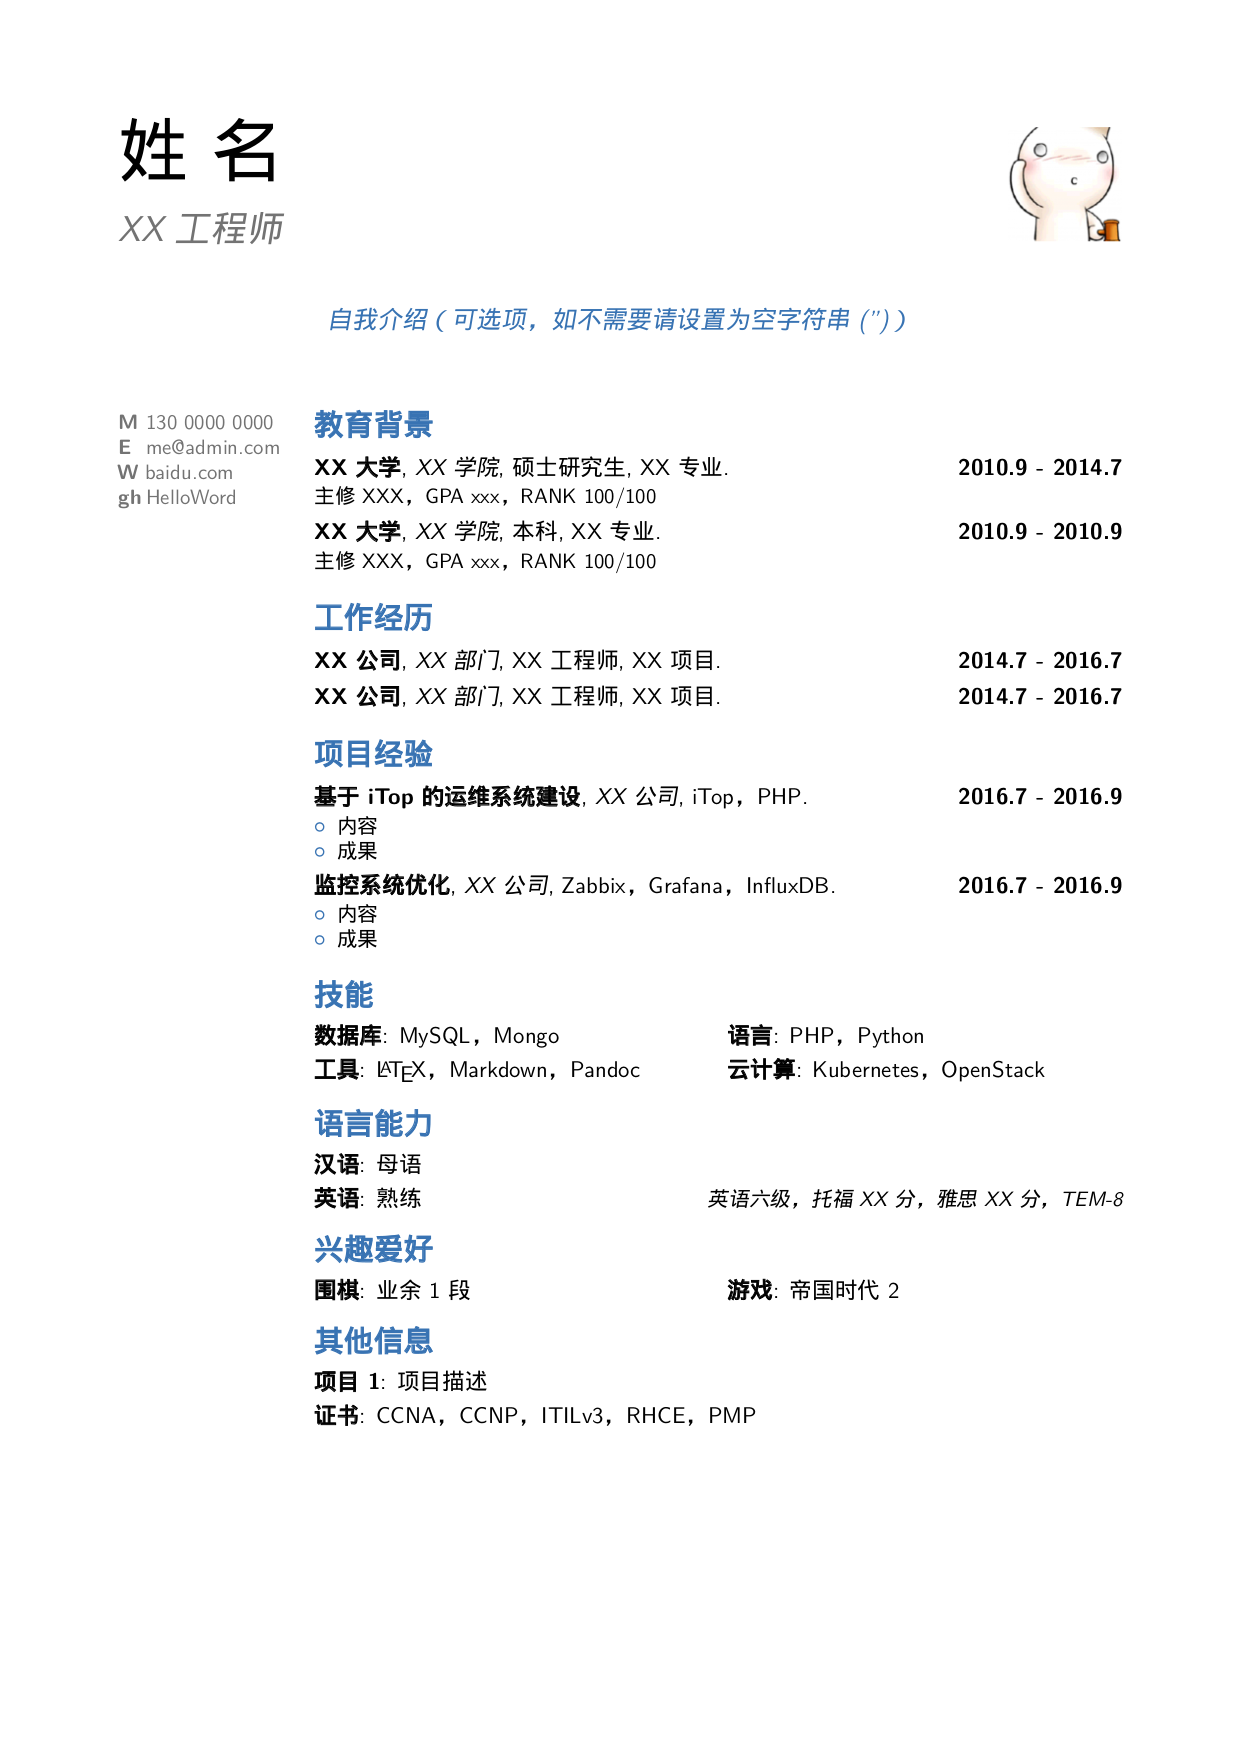 姓 名
XX 工程师
自我介绍（可选项，如不需要请设置为空字符串 (")）
M 130 0000 0000
E me@admin.com
W baidu.com
gh HelloWord
教育背景
XX 大学, XX 学院, 硕士研究生, XX 专业. 2010.9 - 2014.7
主修 XXX，GPA xxx，RANK 100/100
XX 大学, XX 学院, 本科, XX 专业. 2010.9 - 2010.9
主修 XXX，GPA xxx，RANK 100/100
工作经历
XX 公司, XX 部门, XX 工程师, XX 项目. 2014.7 - 2016.7
XX 公司, XX 部门, XX 工程师, XX 项目. 2014.7 - 2016.7
项目经验
基于 iTop 的运维系统建设, XX 公司, iTop，PHP. 2016.7 - 2016.9
○ 内容
○ 成果
监控系统优化, XX 公司, Zabbix，Grafana，InfluxDB. 2016.7 - 2016.9
○ 内容
○ 成果
技能
数据库: MySQL，Mongo 语言: PHP，Python
工具: LATEX，Markdown，Pandoc 云计算: Kubernetes，OpenStack
语言能力
汉语: 母语
英语: 熟练 英语六级，托福 XX 分，雅思 XX 分，TEM-8
兴趣爱好
围棋: 业余 1 段 游戏: 帝国时代 2
其他信息
项目 1: 项目描述
证书: CCNA，CCNP，ITILv3，RHCE，PMP